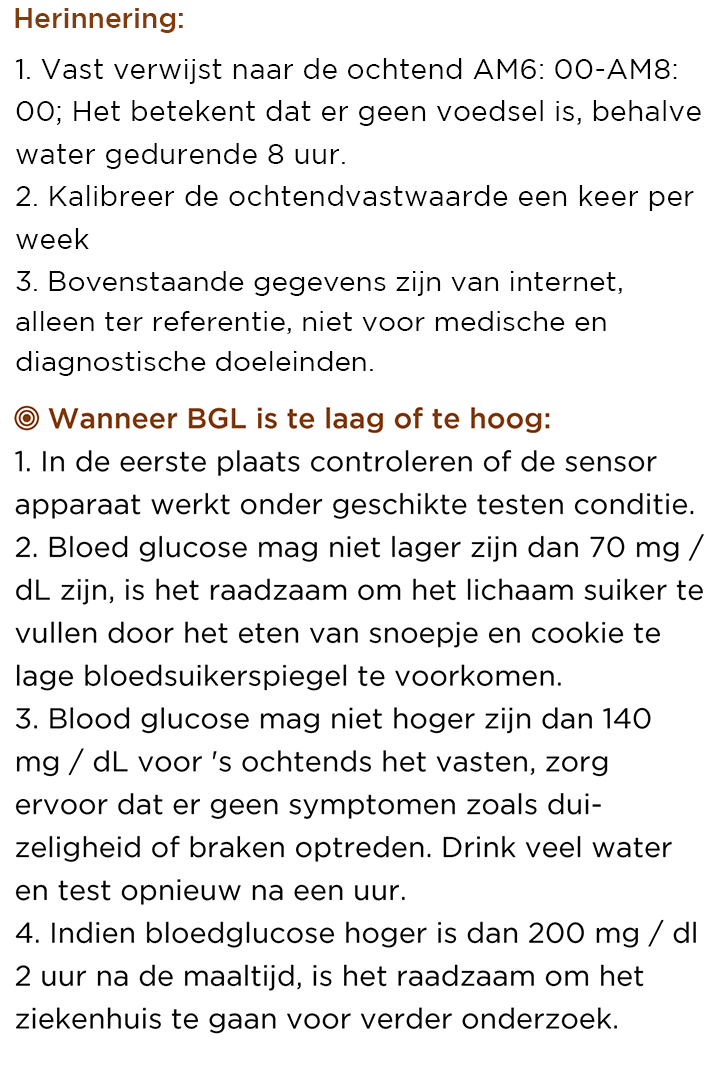 Herinnering:
1. Vast verwijst naar de ochtend AM6: 00-AM8:
00; Het betekent dat er geen voedsel is, behalve
water gedurende 8 uur.
2. Kalibreer de ochtendvastwaarde een keer per
week
3. Bovenstaande gegevens zijn van internet,
alleen ter referentie, niet voor medische en
diagnostische doeleinden.
◎ Wanneer BGL is te laag of te hoog:
1. In de eerste plaats controleren of de sensor
apparaat werkt onder geschikte testen conditie.
2. Bloed glucose mag niet lager zijn dan 70 mg /
dL zijn, is het raadzaam om het lichaam suiker te
vullen door het eten van snoepje en cookie te
lage bloedsuikerspiegel te voorkomen.
3. Blood glucose mag niet hoger zijn dan 140
mg / dL voor 's ochtends het vasten, zorg
ervoor dat er geen symptomen zoals dui-
zeligheid of braken optreden. Drink veel water
en test opnieuw na een uur.
4. Indien bloedglucose hoger is dan 200 mg / dl
2 uur na de maaltijd, is het raadzaam om het
ziekenhuis te gaan voor verder onderzoek.